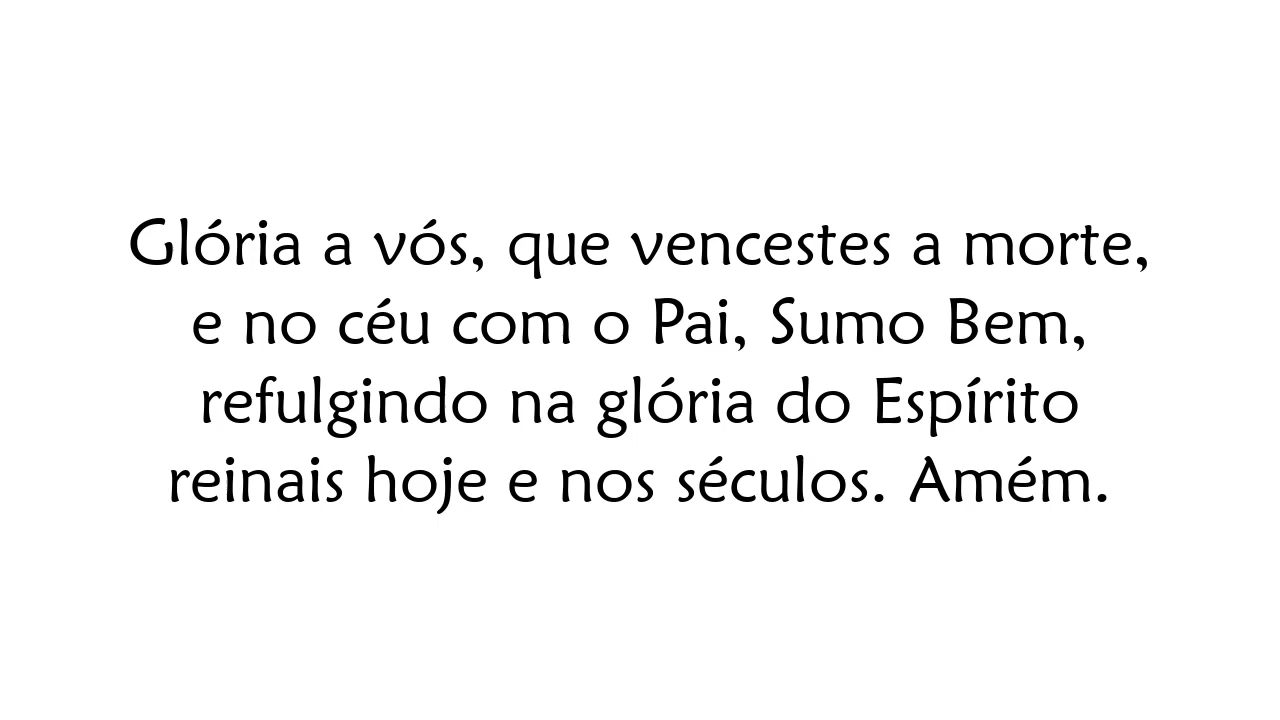 Glória a vós, que vencestes a morte,
e no céu com o Pai, Sumo Bem,
refulgindo na glória do Espírito
reinais hoje e nos séculos. Amém.